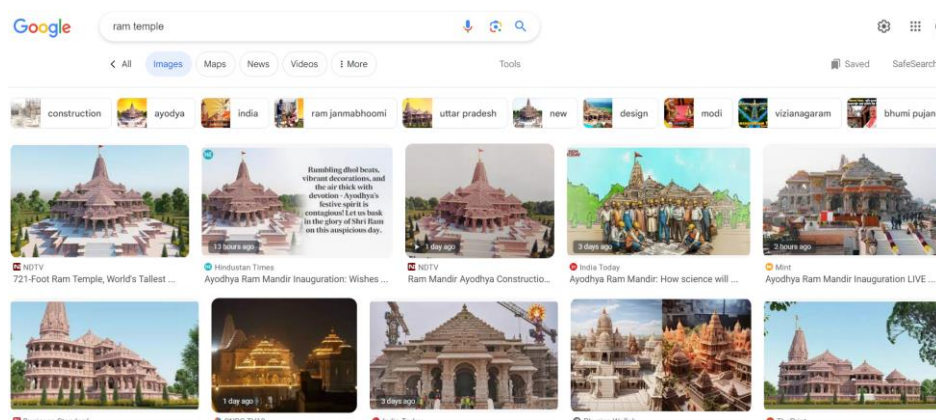 Google
ram temple
All
Images
Maps
News
Videos
More
Tools
Saved
SafeSearch
construction
ayodya
india
ram janmabhoomi
uttar pradesh
new
design
modi
vizianagaram
bhumi pujan
Rumbling dhol beats,
vibrant decorations, and
the air thick with
devotion - Ayodhya's
festive spirit is
contagious! Let us bask
in the glory of Shri Ram
on this auspicious day.
13 hours ago
1 day ago
3 days ago
2 hours ago
NDTV
721-Foot Ram Temple, World's Tallest ...
Hindustan Times
Ayodhya Ram Mandir Inauguration: Wishes ...
NDTV
Ram Mandir Ayodhya Constructio...
India Today
Ayodhya Ram Mandir: How science will ...
Mint
Ayodhya Ram Mandir Inauguration LIVE ...
1 day ago
3 days ago